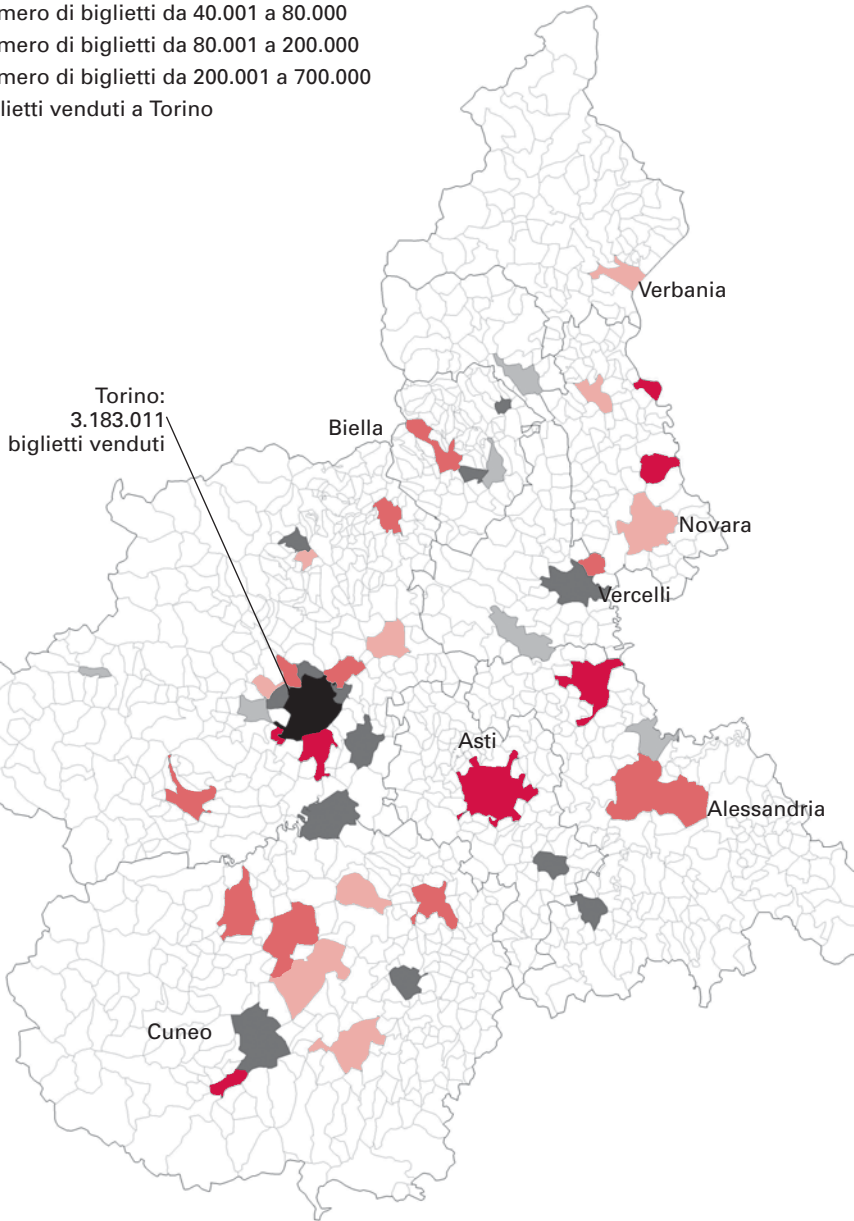 mero di biglietti da 40.001 a 80.000
mero di biglietti da 80.001 a 200.000
mero di biglietti da 200.001 a 700.000
lietti venduti a Torino
Verbania
Torino:
3.183.011
biglietti venduti
Biella
Novara
Vercelli
Asti
Alessandria
Cuneo